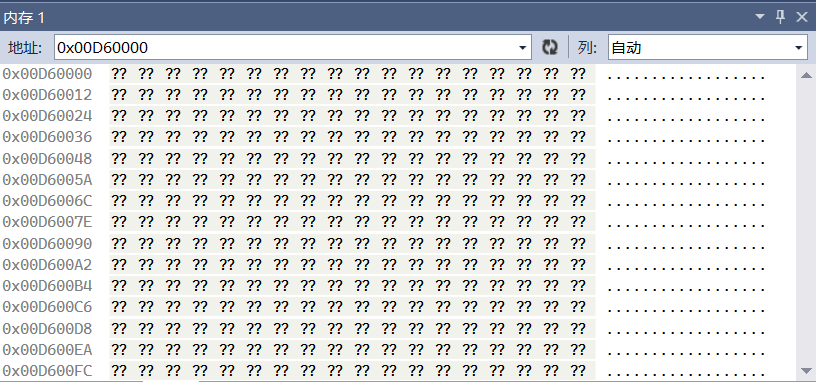 内存 1
地址: 0x00D60000 列: 自动
0x00D60000 ?? ?? ?? ?? ?? ?? ?? ?? ?? ?? ?? ?? ?? ?? ?? ?? ?? ?? ..................
0x00D60012 ?? ?? ?? ?? ?? ?? ?? ?? ?? ?? ?? ?? ?? ?? ?? ?? ?? ?? ..................
0x00D60024 ?? ?? ?? ?? ?? ?? ?? ?? ?? ?? ?? ?? ?? ?? ?? ?? ?? ?? ..................
0x00D60036 ?? ?? ?? ?? ?? ?? ?? ?? ?? ?? ?? ?? ?? ?? ?? ?? ?? ?? ..................
0x00D60048 ?? ?? ?? ?? ?? ?? ?? ?? ?? ?? ?? ?? ?? ?? ?? ?? ?? ?? ..................
0x00D6005A ?? ?? ?? ?? ?? ?? ?? ?? ?? ?? ?? ?? ?? ?? ?? ?? ?? ?? ..................
0x00D6006C ?? ?? ?? ?? ?? ?? ?? ?? ?? ?? ?? ?? ?? ?? ?? ?? ?? ?? ..................
0x00D6007E ?? ?? ?? ?? ?? ?? ?? ?? ?? ?? ?? ?? ?? ?? ?? ?? ?? ?? ..................
0x00D60090 ?? ?? ?? ?? ?? ?? ?? ?? ?? ?? ?? ?? ?? ?? ?? ?? ?? ?? ..................
0x00D600A2 ?? ?? ?? ?? ?? ?? ?? ?? ?? ?? ?? ?? ?? ?? ?? ?? ?? ?? ..................
0x00D600B4 ?? ?? ?? ?? ?? ?? ?? ?? ?? ?? ?? ?? ?? ?? ?? ?? ?? ?? ..................
0x00D600C6 ?? ?? ?? ?? ?? ?? ?? ?? ?? ?? ?? ?? ?? ?? ?? ?? ?? ?? ..................
0x00D600D8 ?? ?? ?? ?? ?? ?? ?? ?? ?? ?? ?? ?? ?? ?? ?? ?? ?? ?? ..................
0x00D600EA ?? ?? ?? ?? ?? ?? ?? ?? ?? ?? ?? ?? ?? ?? ?? ?? ?? ?? ..................
0x00D600FC ?? ?? ?? ?? ?? ?? ?? ?? ?? ?? ?? ?? ?? ?? ?? ?? ?? ?? ..................